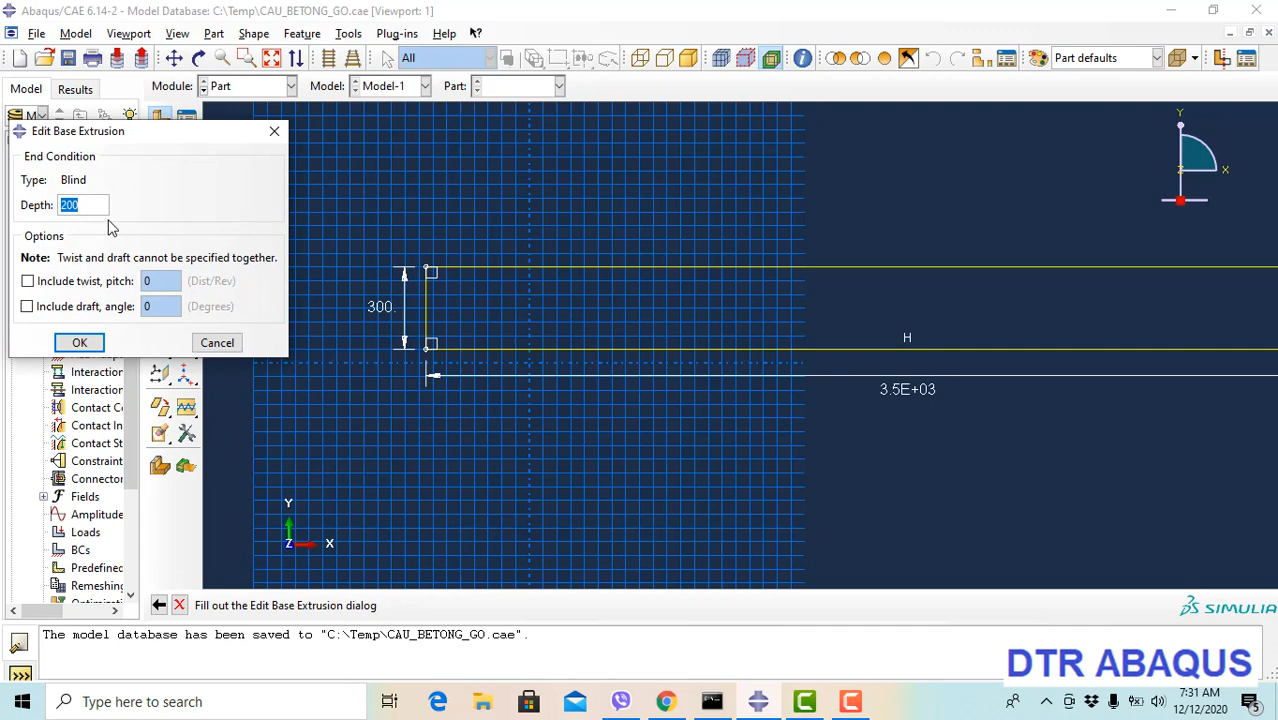 Abaqus/CAE 6.14-2 - Model Database: C:\Temp\CAU_BETONG_GO.cae [Viewport: 1]
File Model Viewport View Part Shape Feature Tools Plug-ins Help
All
Part defaults
Model Results Module: Part Model: Model-1 Part:
Edit Base Extrusion
End Condition
Type: Blind
Depth: 200
Options
Note: Twist and draft cannot be specified together.
Include twist, pitch: 0 (Dist/Rev)
Include draft, angle: 0 (Degrees)
OK Cancel
Interaction
Interaction
Contact Co
Contact In
Contact St
Constraint
Connector
Fields
Amplitude
Loads
BCs
Predefined
Remeshing
300.
H
3.5E+03
Y
X
Z
Y
Z X
Fill out the Edit Base Extrusion dialog
SIMULIA
The model database has been saved to "C:\Temp\CAU_BETONG_GO.cae".
>>>
DTR ABAQUS
Type here to search
7:31 AM
12/12/2020
5